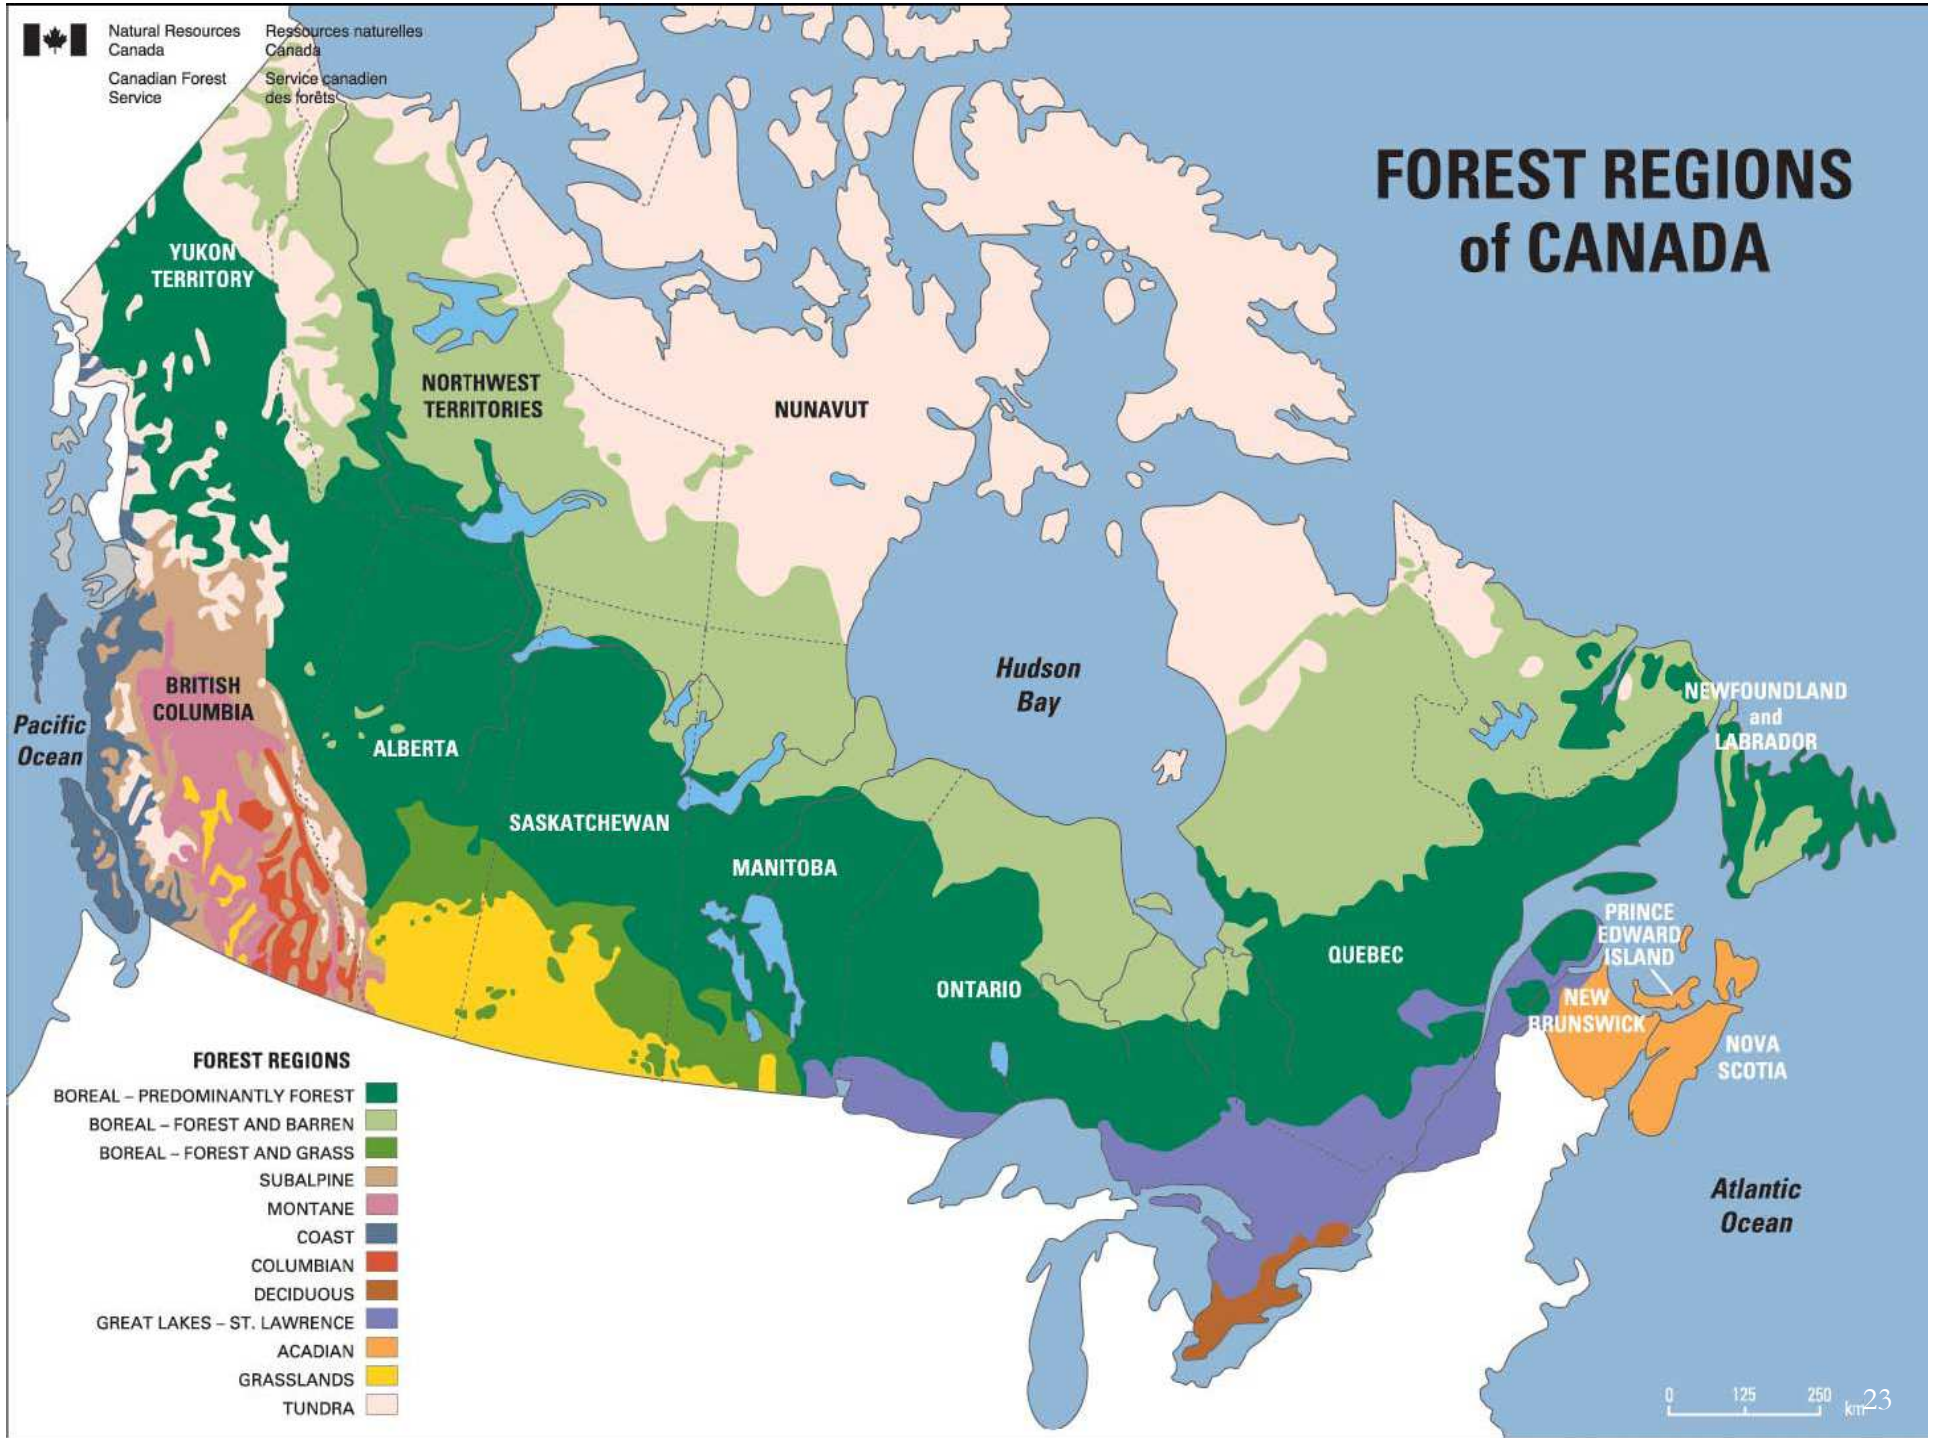 Natural Resources
Canada
Canadian Forest
Service
Ressources naturelles
Canada
Service canadien
des forêts
FOREST REGIONS
of CANADA
YUKON
TERRITORY
NORTHWEST
TERRITORIES
NUNAVUT
Hudson
Bay
BRITISH
COLUMBIA
Pacific
Ocean
ALBERTA
SASKATCHEWAN
MANITOBA
ONTARIO
QUEBEC
NEWFOUNDLAND
and
LABRADOR
PRINCE
EDWARD
ISLAND
NEW
BRUNSWICK
NOVA
SCOTIA
Atlantic
Ocean
FOREST REGIONS
BOREAL – PREDOMINANTLY FOREST
BOREAL – FOREST AND BARREN
BOREAL – FOREST AND GRASS
SUBALPINE
MONTANE
COAST
COLUMBIAN
DECIDUOUS
GREAT LAKES – ST. LAWRENCE
ACADIAN
GRASSLANDS
TUNDRA
0 125 250
km
23